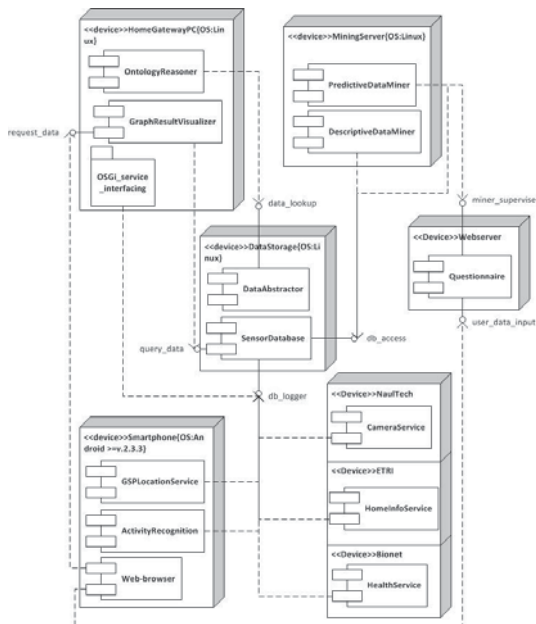 <<device>>HomeGatewayPC{OS:Lin
ux}
OntologyReasoner
GraphResultVisualizer
OSGi_service
_interfacing
request_data
<<device>>MiningServer{OS:Linux}
PredictiveDataMiner
DescriptiveDataMiner
data_lookup
miner_supervise
<<device>>DataStorage{OS:Li
nux}
DataAbstractor
SensorDatabase
query_data
db_access
<<Device>>Webserver
Questionnaire
user_data_input
db_logger
<<device>>Smartphone{OS:An
droid >=v.2.3.3}
GSPLocationService
ActivityRecognition
Web-browser
<<Device>>NaulTech
CameraService
<<Device>>ETRI
HomeInfoService
<<Device>>Bionet
HealthService